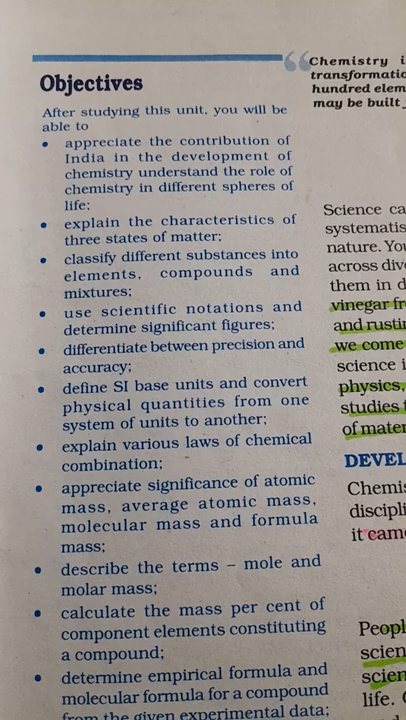 Objectives
After studying this unit, you will be
able to
• appreciate the contribution of
India in the development of
chemistry understand the role of
chemistry in different spheres of
life;
• explain the characteristics of
three states of matter;
• classify different substances into
elements, compounds and
mixtures;
• use scientific notations and
determine significant figures;
• differentiate between precision and
accuracy;
• define SI base units and convert
physical quantities from one
system of units to another;
• explain various laws of chemical
combination;
• appreciate significance of atomic
mass, average atomic mass,
molecular mass and formula
mass;
• describe the terms – mole and
molar mass;
• calculate the mass per cent of
component elements constituting
a compound;
• determine empirical formula and
molecular formula for a compound
from the given experimental data;
“Chemistry
hundred
may be built
Science
nature.
across
them in
vinegar
and
we come
science
physics,
studies
of
it came
life.